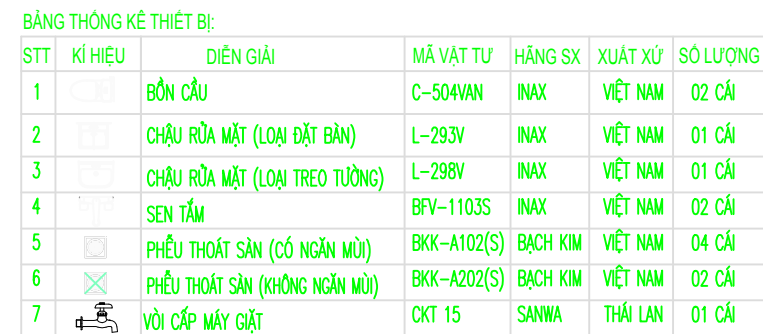 BẢNG THỐNG KÊ THIẾT BỊ:
STT KÍ HIỆU DIỄN GIẢI MÃ VẬT TƯ HÃNG SX XUẤT XỨ SỐ LƯỢNG
1 BỒN CẦU C-504VAN INAX VIỆT NAM 02 CÁI
2 CHẬU RỬA MẶT (LOẠI ĐẶT BÀN) L-293V INAX VIỆT NAM 01 CÁI
3 CHẬU RỬA MẶT (LOẠI TREO TƯỜNG) L-298V INAX VIỆT NAM 01 CÁI
4 SEN TẮM BFV-1103S INAX VIỆT NAM 02 CÁI
5 PHỄU THOÁT SÀN (CÓ NGĂN MÙI) BKK-A102(S) BẠCH KIM VIỆT NAM 04 CÁI
6 PHỄU THOÁT SÀN (KHÔNG NGĂN MÙI) BKK-A202(S) BẠCH KIM VIỆT NAM 02 CÁI
7 VÒI CẤP MÁY GIẶT CKT 15 SANWA THÁI LAN 01 CÁI